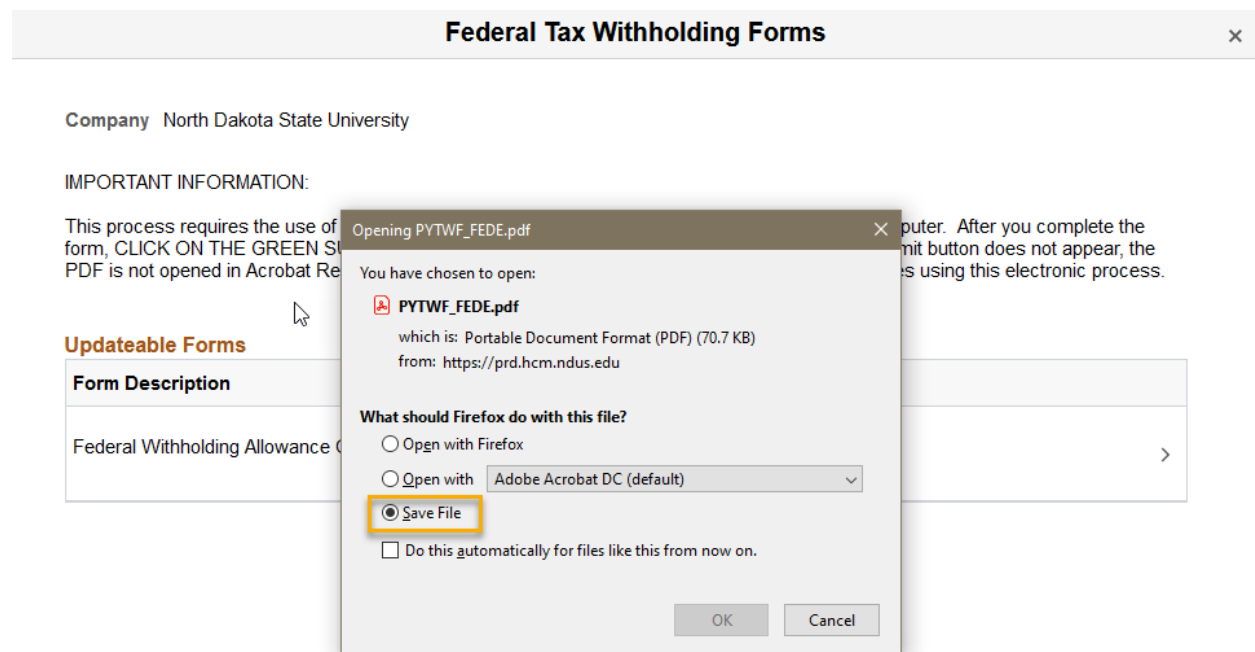 Federal Tax Withholding Forms
×
Company North Dakota State University
IMPORTANT INFORMATION:
This process requires the use of
puter. After you complete the
form, CLICK ON THE GREEN SU
mit button does not appear, the
PDF is not opened in Acrobat Re
s using this electronic process.
Updateable Forms
Form Description
Federal Withholding Allowance
Opening PYTWF_FEDE.pdf
You have chosen to open:
PYTWF_FEDE.pdf
which is: Portable Document Format (PDF) (70.7 KB)
from: https://prd.hcm.ndus.edu
What should Firefox do with this file?
Open with Firefox
Open with Adobe Acrobat DC (default)
Save File
Do this automatically for files like this from now on.
OK Cancel